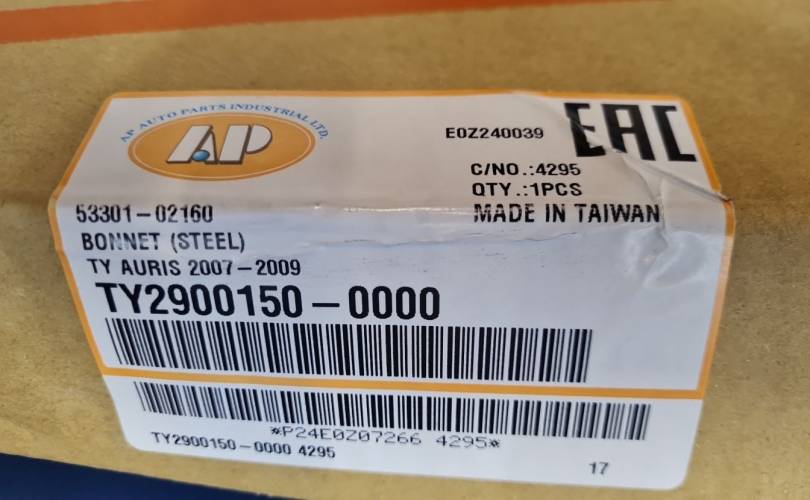 AP AUTO PARTS INDUSTRIAL LTD.
AP
E0Z240039
EAC
C/NO.:4295
QTY.:1PCS
MADE IN TAIWAN
53301-02160
BONNET (STEEL)
TY AURIS 2007-2009
TY2900150-0000
*P24E0Z07266 4295*
TY2900150-0000 4295
17